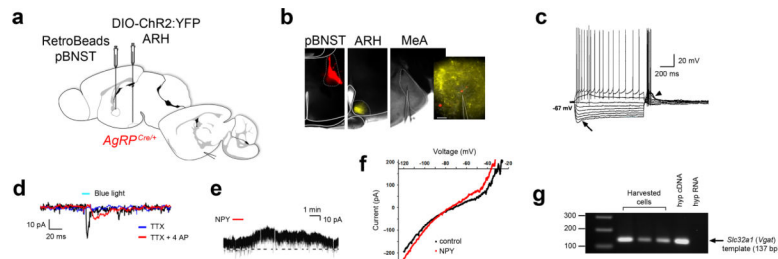 a
DIO-ChR2:YFP
ARH
RetroBeads
pBNST
AgRP Cre/+
b
pBNST ARH MeA
c
20 mV
200 ms
-67 mV
d
Blue light
10 pA
20 ms
TTX
TTX + 4 AP
e
NPY
1 min
10 pA
f
Voltage (mV)
-120 -100 -80 -60 -40 -20
Current (pA)
200
100
0
-100
-200
control
NPY
g
Harvested
cells
hyp cDNA
hyp RNA
300
200
100
Slc32a1 (Vgat)
template (137 bp